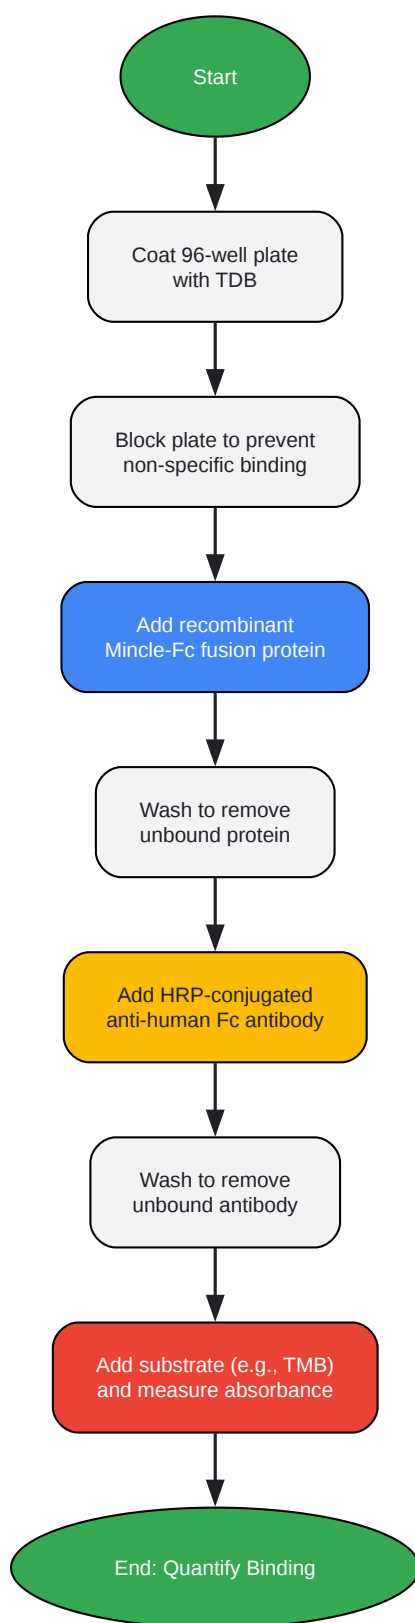 Start
Coat 96-well plate
with TDB
Block plate to prevent
non-specific binding
Add recombinant
Mincle-Fc fusion protein
Wash to remove
unbound protein
Add HRP-conjugated
anti-human Fc antibody
Wash to remove
unbound antibody
Add substrate (e.g., TMB)
and measure absorbance
End: Quantify Binding